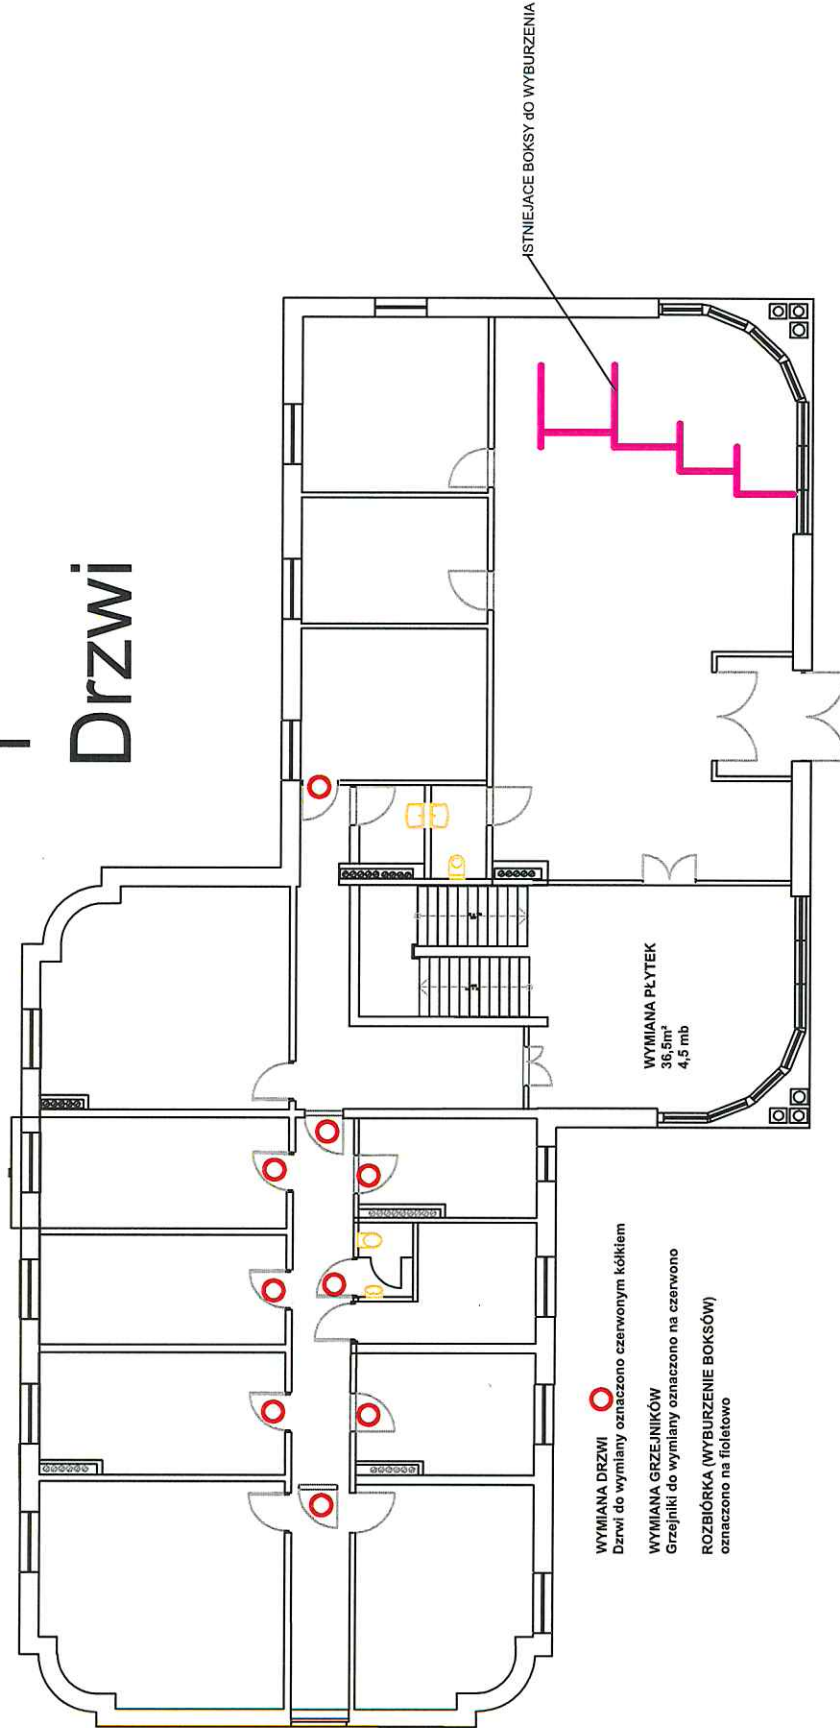 Drzwi
ISTNIEJACE BOKSY dO WYBURZENIA
WYMIANA PŁYTEK
36,5m²
4,5 mb
WYMIANA DRZWI
Dzrwi do wymiany oznaczono czerwonym kółkiem
WYMIANA GRZEJNIKÓW
Grzejniki do wymiany oznaczono na czerwono
ROZBIÓRKA (WYBURZENIE BOKSÓW)
oznaczono na fioletowo